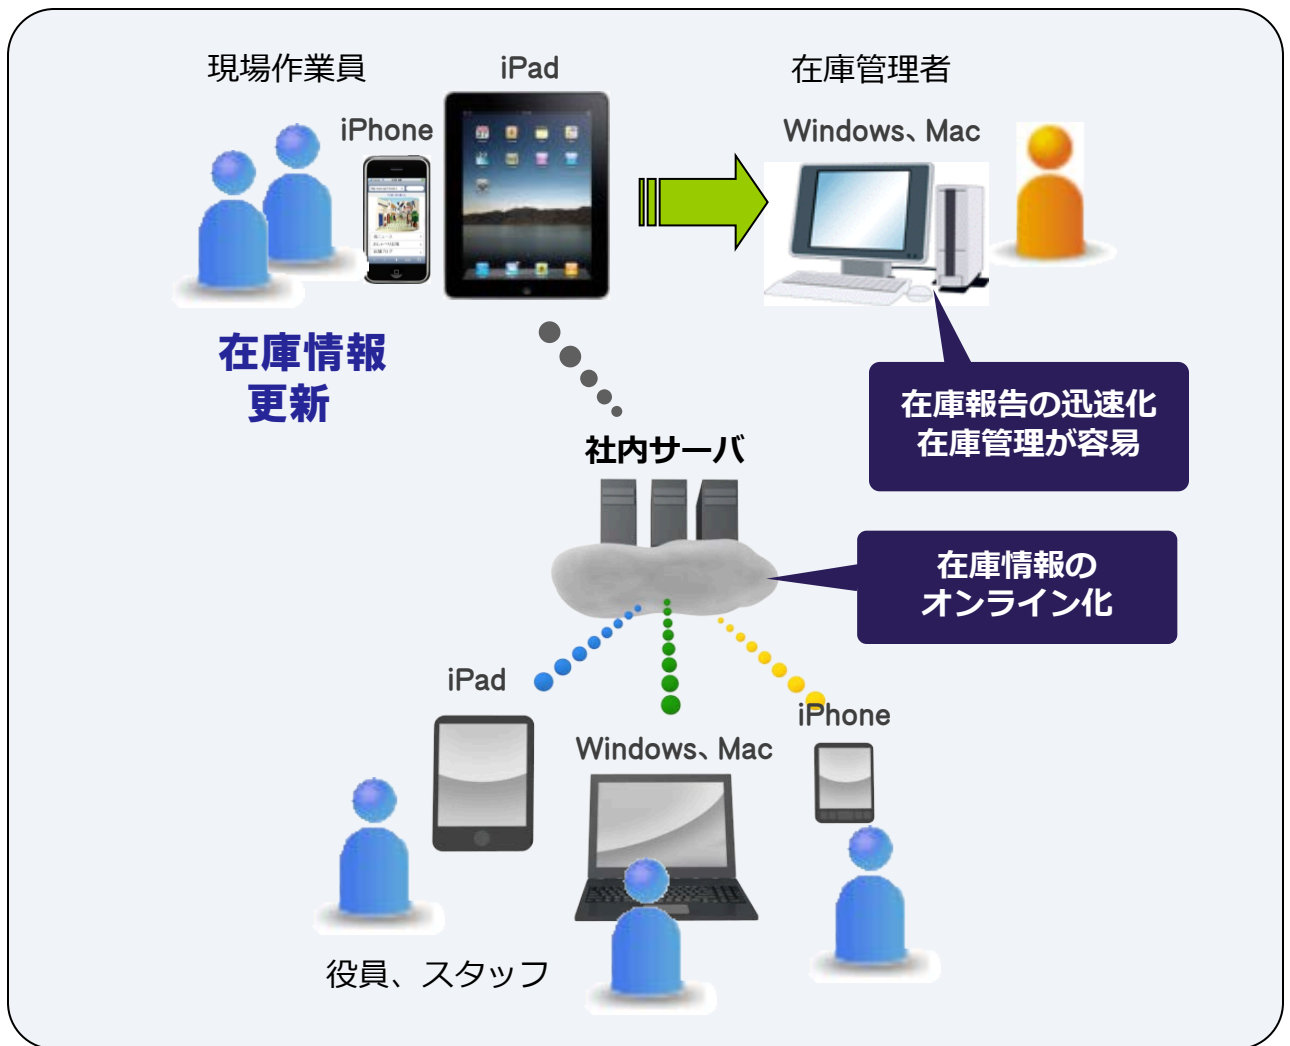 現場作業員
iPad
在庫管理者
iPhone
Windows、Mac
在庫情報
更新
在庫報告の迅速化
在庫管理が容易
社内サーバ
在庫情報の
オンライン化
iPad
iPhone
Windows、Mac
役員、スタッフ